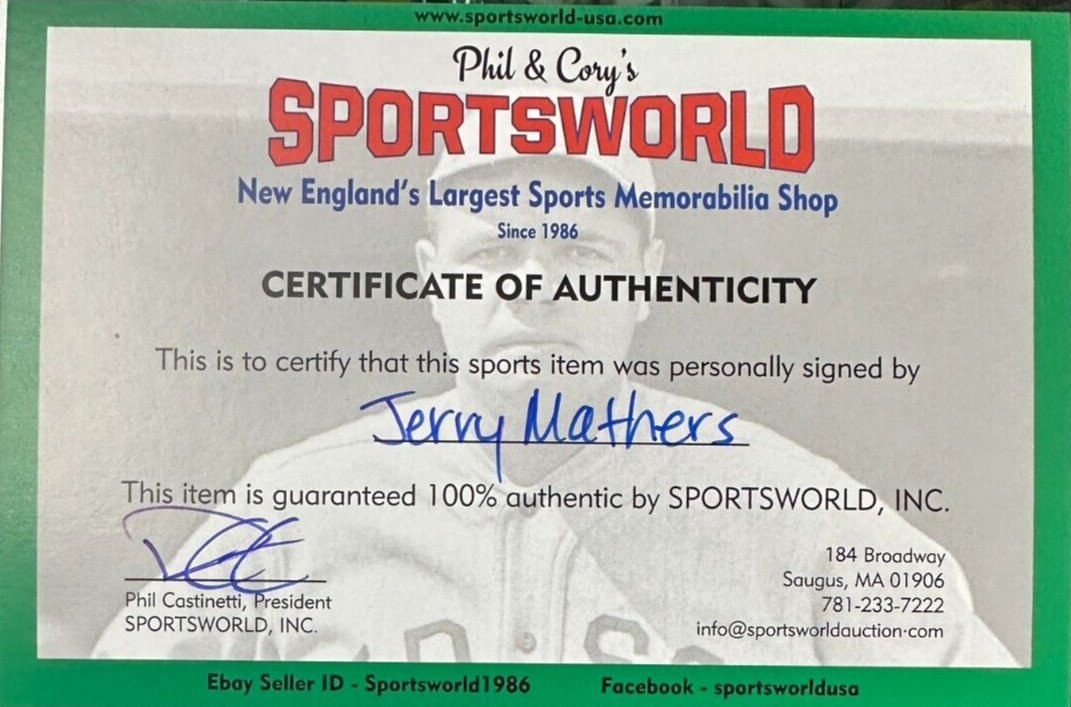 www.sportsworld-usa.com
Phil & Cory's
SPORTSWORLD
New England's Largest Sports Memorabilia Shop
Since 1986
CERTIFICATE OF AUTHENTICITY
This is to certify that this sports item was personally signed by
Jerry Mathers
This item is guaranteed 100% authentic by SPORTSWORLD, INC.
Phil Castinetti, President
SPORTSWORLD, INC.
184 Broadway
Saugus, MA 01906
781-233-7222
info@sportsworldauction.com
Ebay Seller ID - Sportsworld1986
Facebook - sportsworldusa